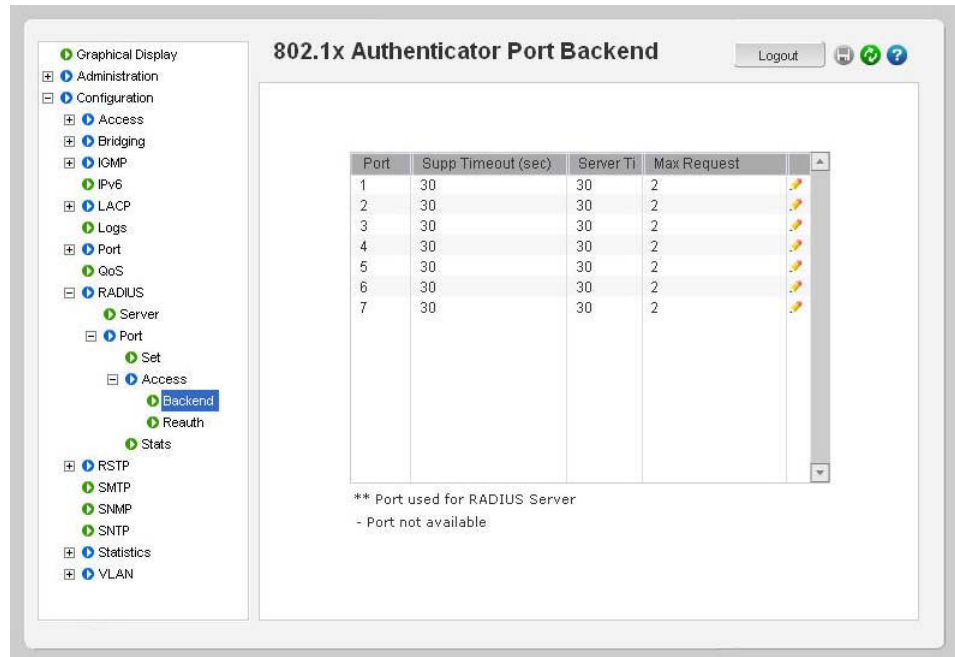 802.1x Authenticator Port Backend
Logout
Graphical Display
Administration
Configuration
Access
Bridging
IGMP
IPv6
LACP
Logs
Port
QoS
RADIUS
Server
Port
Set
Access
Backend
Reauth
Stats
RSTP
SMTP
SNMP
SNTP
Statistics
VLAN
Port Supp Timeout (sec) Server Ti Max Request
1 30 30 2
2 30 30 2
3 30 30 2
4 30 30 2
5 30 30 2
6 30 30 2
7 30 30 2
** Port used for RADIUS Server
- Port not available